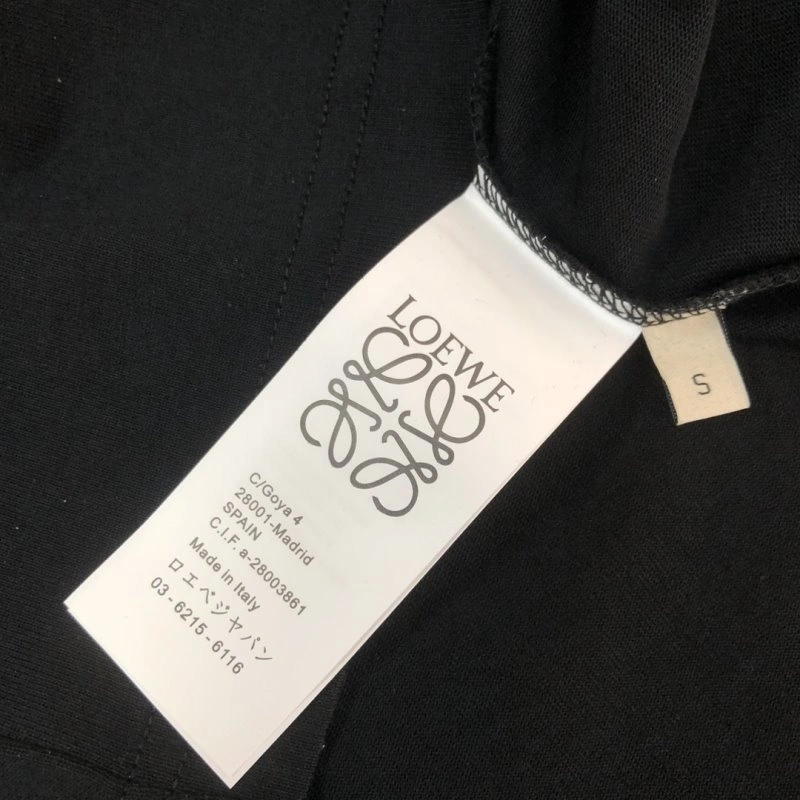 LOEWE
C/Goya 4
28001-Madrid
SPAIN
C.I.F. a-28003861
Made in Italy
ロエベジャパン
03 - 6215 - 6116
S